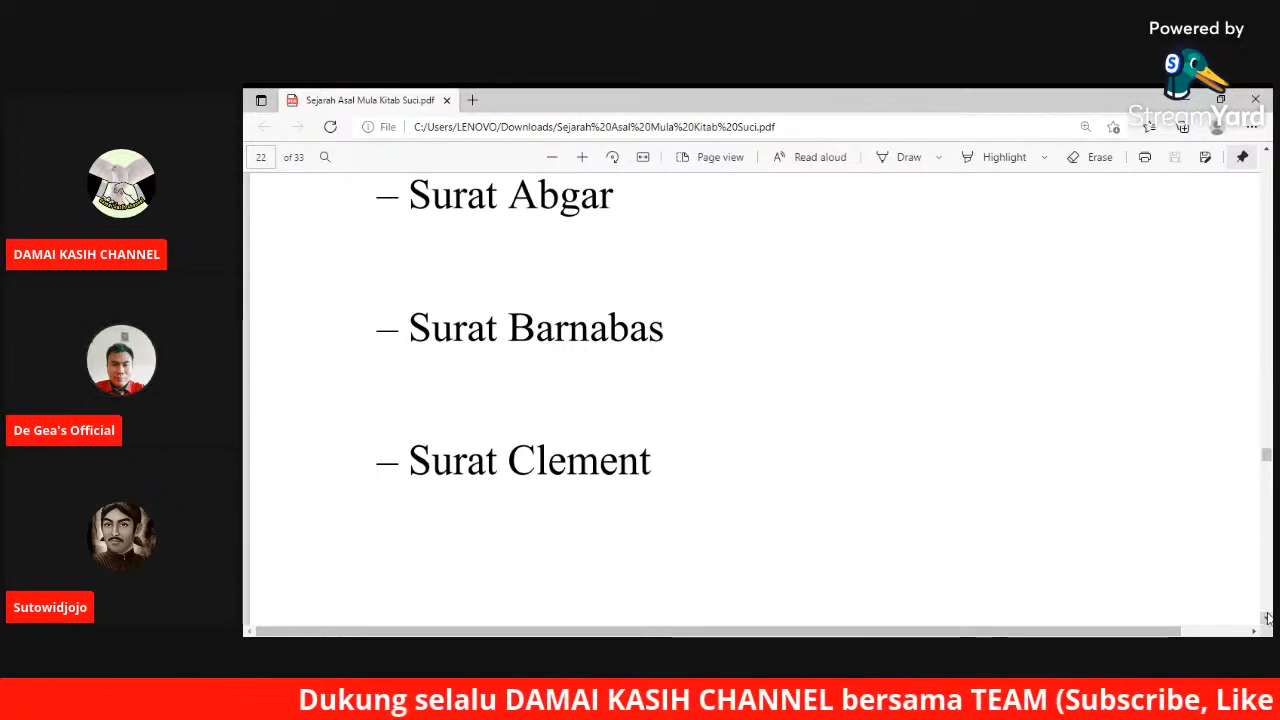 Powered by
StreamYard
Sejarah Asal Mula Kitab Suci.pdf
File C:/Users/LENOVO/Downloads/Sejarah%20Asal%20Mula%20Kitab%20Suci.pdf
22 of 33 Page view Read aloud Draw Highlight Erase
– Surat Abgar
– Surat Barnabas
– Surat Clement
DAMAI KASIH CHANNEL
De Gea's Official
Sutowidjojo
Dukung selalu DAMAI KASIH CHANNEL bersama TEAM (Subscribe, Like